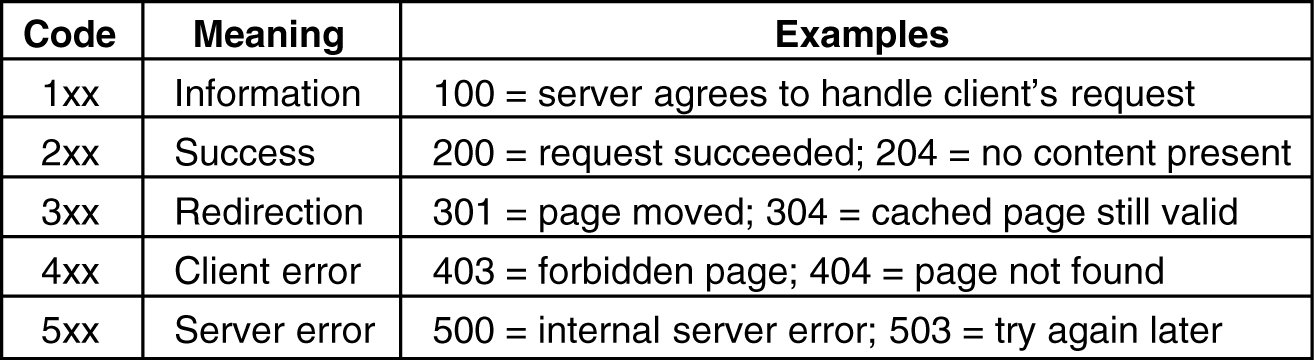 Code Meaning Examples
1xx Information 100 = server agrees to handle client’s request
2xx Success 200 = request succeeded; 204 = no content present
3xx Redirection 301 = page moved; 304 = cached page still valid
4xx Client error 403 = forbidden page; 404 = page not found
5xx Server error 500 = internal server error; 503 = try again later